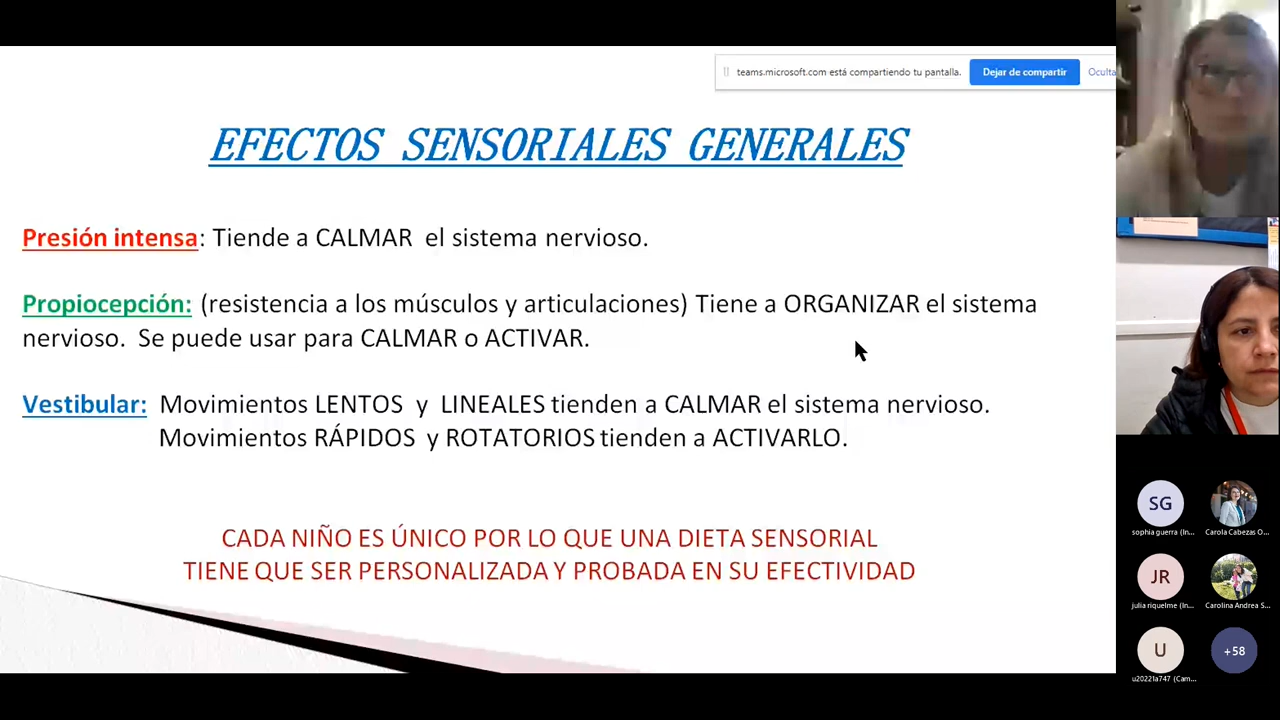 teams.microsoft.com está compartiendo tu pantalla.
Dejar de compartir
Oculta
EFECTOS SENSORIALES GENERALES
Presión intensa: Tiende a CALMAR el sistema nervioso.
Propiocepción: (resistencia a los músculos y articulaciones) Tiene a ORGANIZAR el sistema
nervioso. Se puede usar para CALMAR o ACTIVAR.
Vestibular: Movimientos LENTOS y LINEALES tienden a CALMAR el sistema nervioso.
Movimientos RÁPIDOS y ROTATORIOS tienden a ACTIVARLO.
CADA NIÑO ES ÚNICO POR LO QUE UNA DIETA SENSORIAL
TIENE QUE SER PERSONALIZADA Y PROBADA EN SU EFECTIVIDAD
SG
sophia guerra (In...
Carola Cabezas O...
JR
julia riquelme (In...
Carolina Andrea S...
U
u20221a747 (Cam...
+58